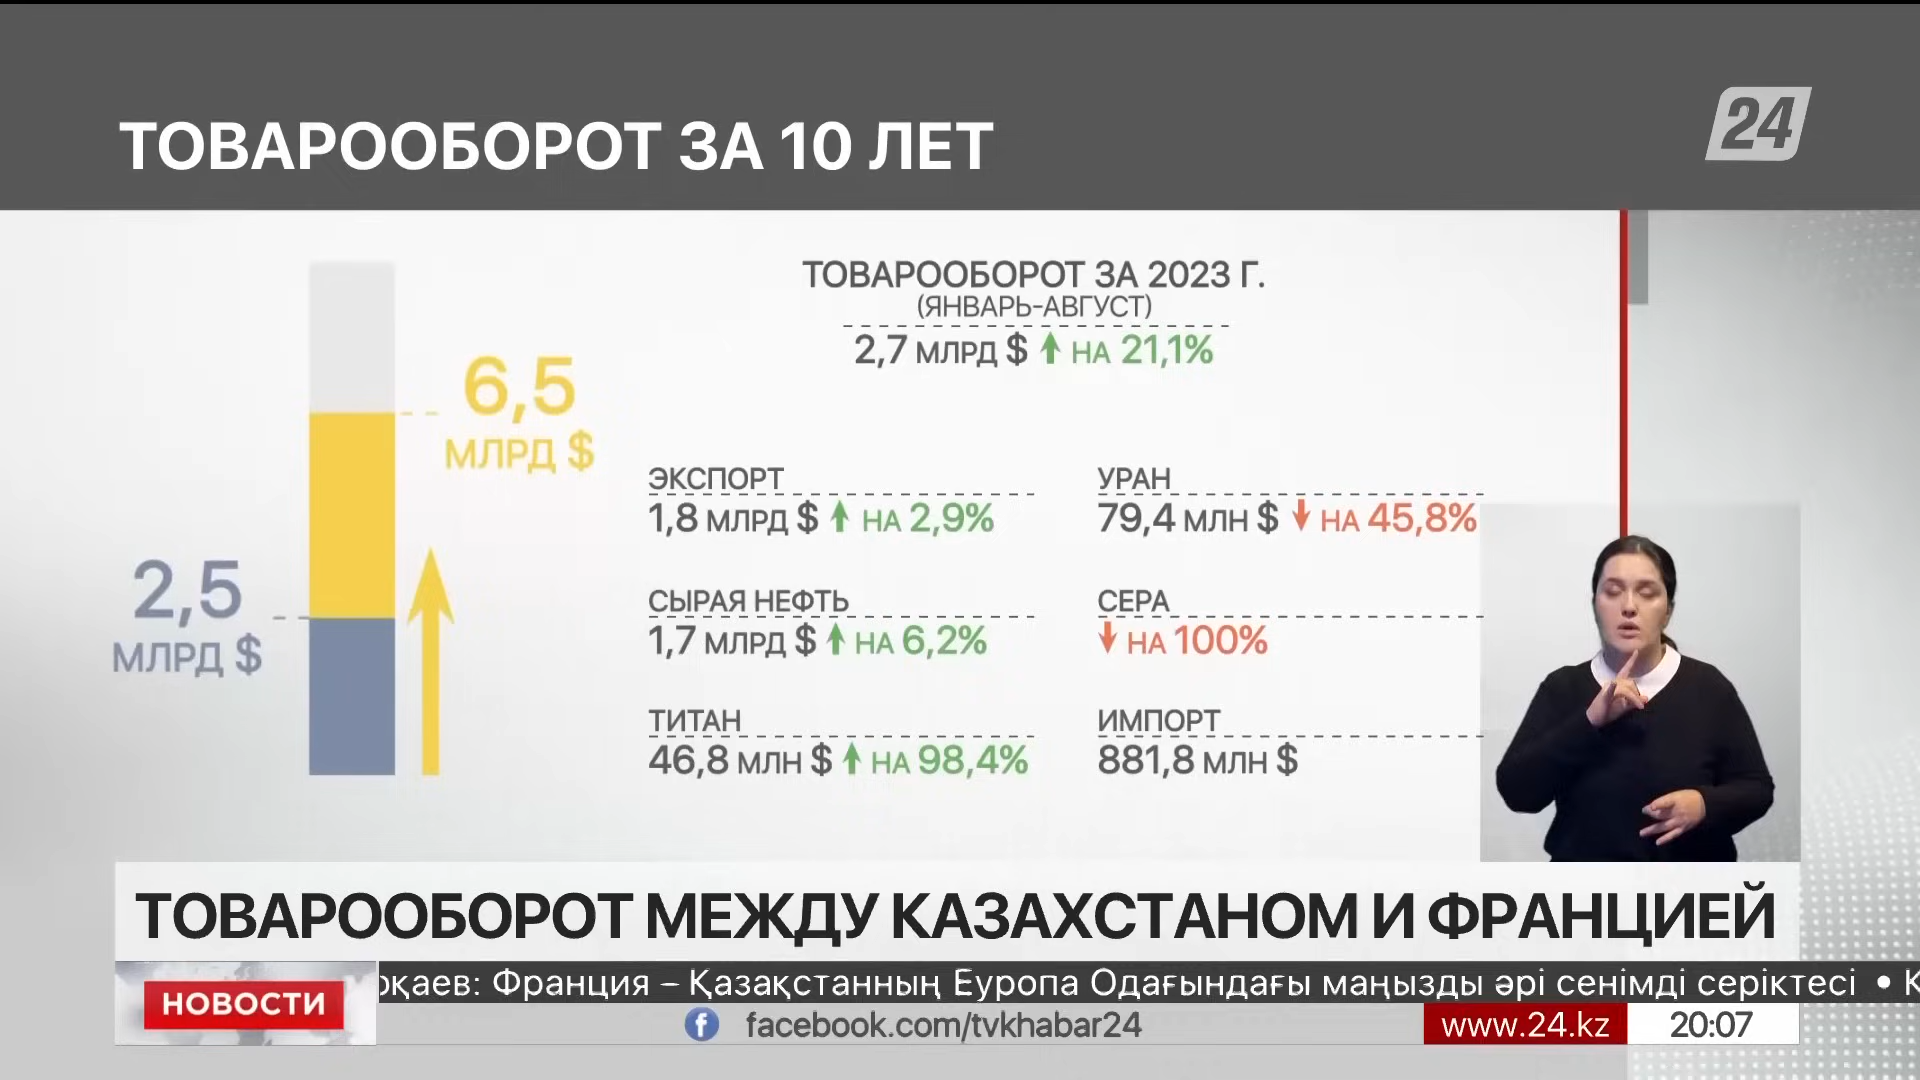 ТОВАРООБОРОТ ЗА 10 ЛЕТ
24
ТОВАРООБОРОТ ЗА 2023 Г.
(ЯНВАРЬ-АВГУСТ)
2,7 МЛРД $ НА 21,1%
6,5
МЛРД $
2,5
МЛРД $
ЭКСПОРТ
1,8 МЛРД $ НА 2,9%
СЫРАЯ НЕФТЬ
1,7 МЛРД $ НА 6,2%
ТИТАН
46,8 МЛН $ НА 98,4%
УРАН
79,4 МЛН $ НА 45,8%
СЕРА
НА 100%
ИМПОРТ
881,8 МЛН $
ТОВАРООБОРОТ МЕЖДУ КАЗАХСТАНОМ И ФРАНЦИЕЙ
НОВОСТИ
қаев: Франция – Қазақстанның Еуропа Одағындағы маңызды әрі сенімді серіктесі •
facebook.com/tvkhabar24
www.24.kz
20:07